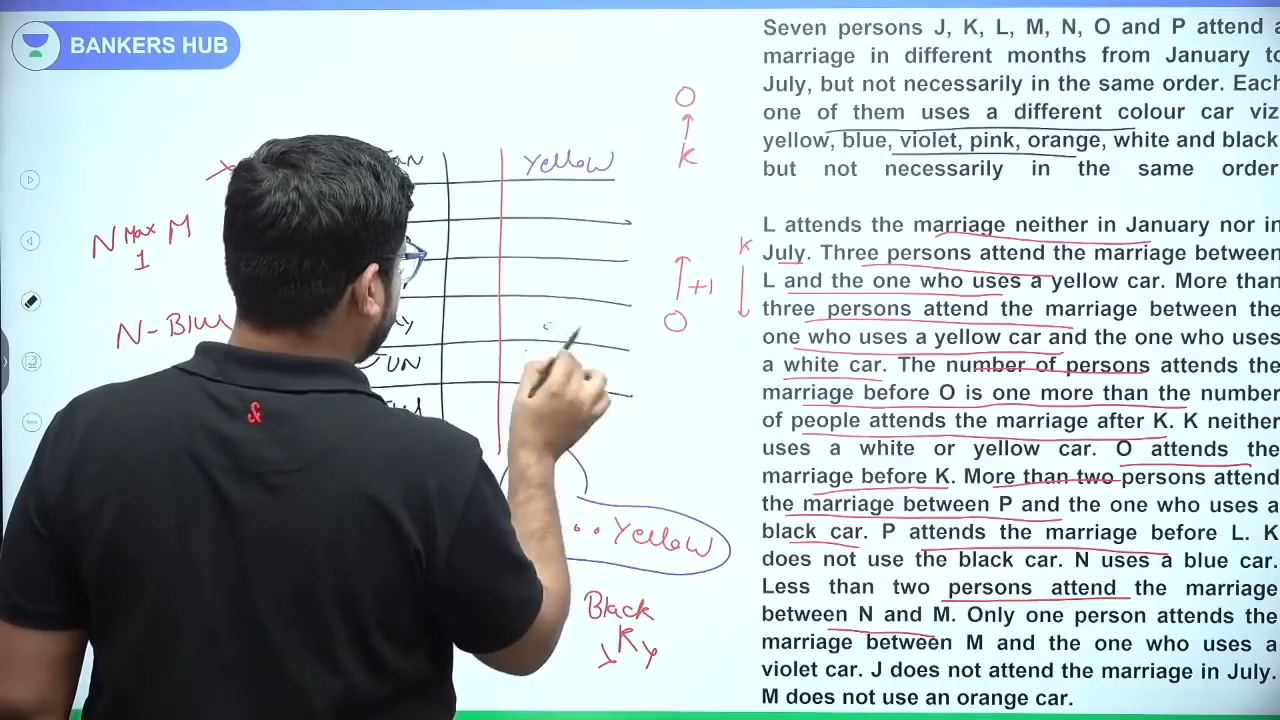 BANKERS HUB
Seven persons J, K, L, M, N, O and P attend a
marriage in different months from January to
July, but not necessarily in the same order. Each
one of them uses a different colour car viz
yellow, blue, violet, pink, orange, white and black
but not necessarily in the same order
L attends the marriage neither in January nor in
July. Three persons attend the marriage between
L and the one who uses a yellow car. More than
three persons attend the marriage between the
one who uses a yellow car and the one who uses
a white car. The number of persons attends the
marriage before O is one more than the number
of people attends the marriage after K. K neither
uses a white or yellow car. O attends the
marriage before K. More than two persons attend
the marriage between P and the one who uses a
black car. P attends the marriage before L. K
does not use the black car. N uses a blue car.
Less than two persons attend the marriage
between N and M. Only one person attends the
marriage between M and the one who uses a
violet car. J does not attend the marriage in July.
M does not use an orange car.
Yellow
O
K
N Max M
1
K
+1
O
N-Blue
JUN
... Yellow
Black
K